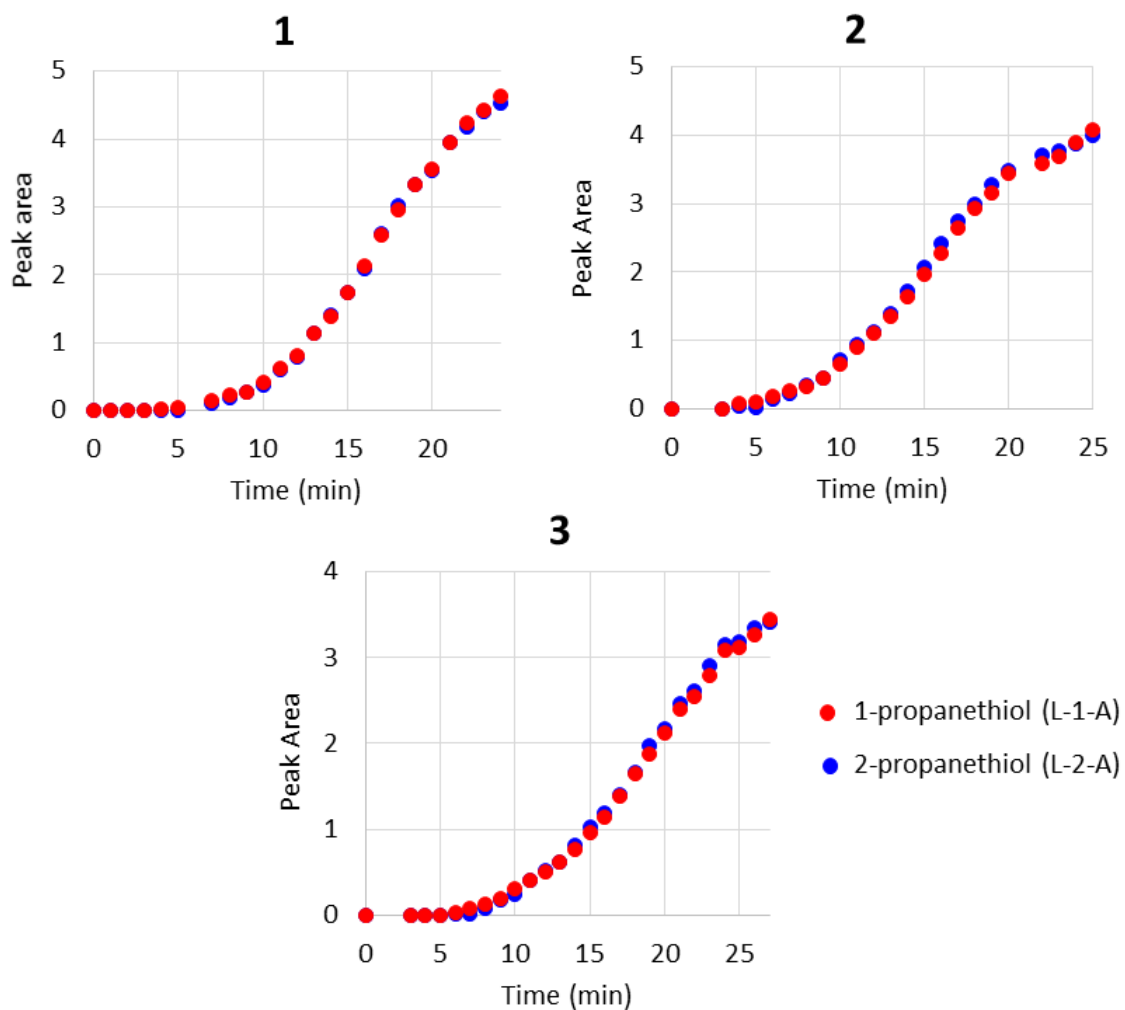 1
5
4
3
2
1
0
Peak area
0 5 10 15 20
Time (min)
2
5
4
3
2
1
0
Peak Area
0 5 10 15 20 25
Time (min)
3
4
3
2
1
0
Peak Area
0 5 10 15 20 25
Time (min)
1-propanethiol (L-1-A)
2-propanethiol (L-2-A)